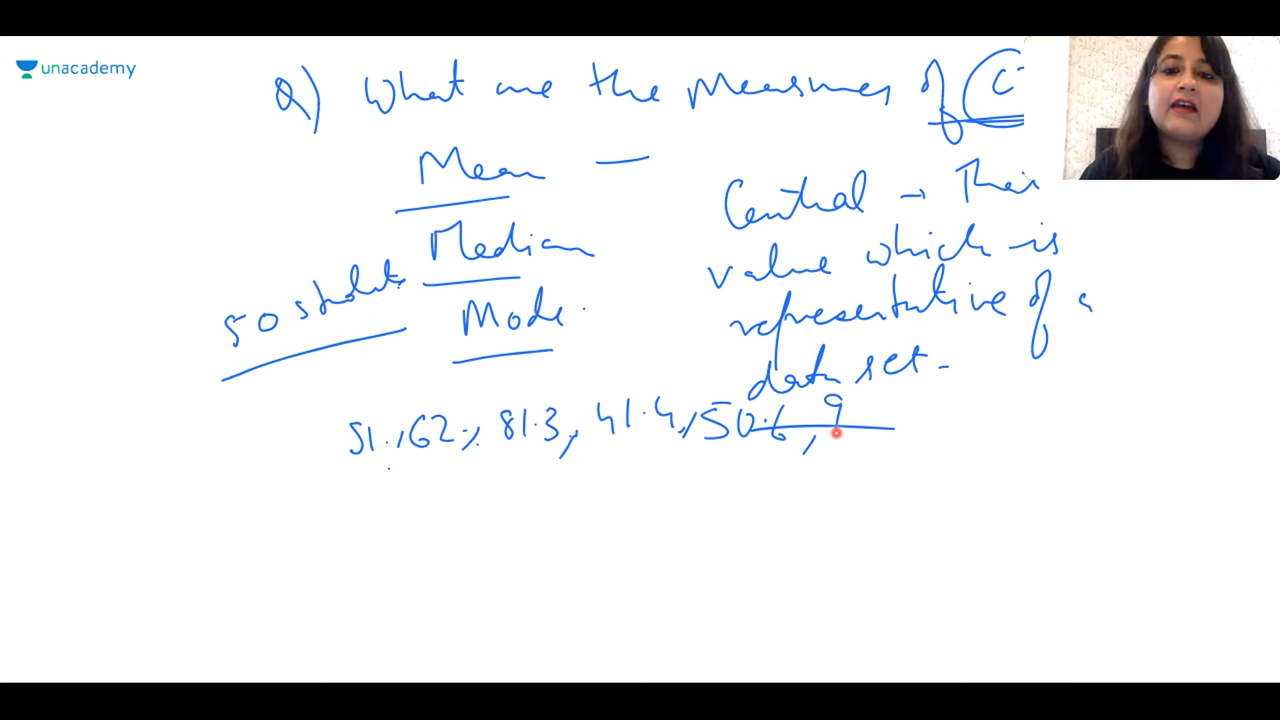 unacademy
Q) What are the measures of C
Mean —
Median
Mode.
Central → Their
value which is
representative of a
data set -
50 students
51., 62%, 81.3, 41.4, 50.6, 9